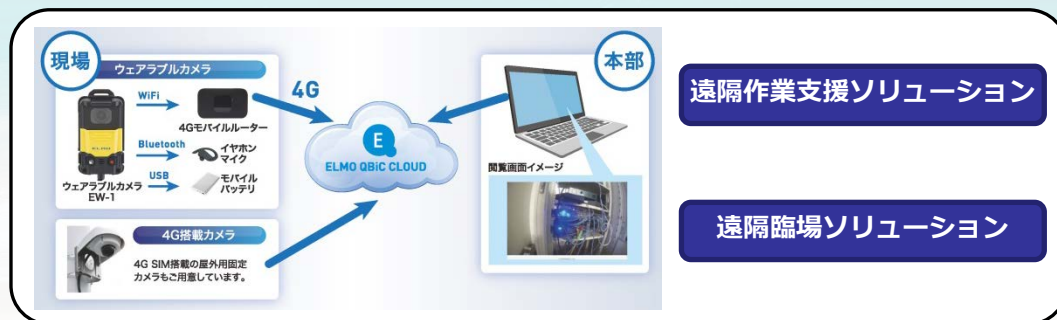 現場
ウェアラブルカメラ
WiFi
4Gモバイルルーター
Bluetooth
イヤホン
マイク
USB
モバイル
バッテリ
ウェアラブルカメラ
EW-1
4G搭載カメラ
4G SIM搭載の屋外用固定
カメラもご用意しています。
4G
E
ELMO QBiC CLOUD
本部
閲覧画面イメージ
遠隔作業支援ソリューション
遠隔臨場ソリューション